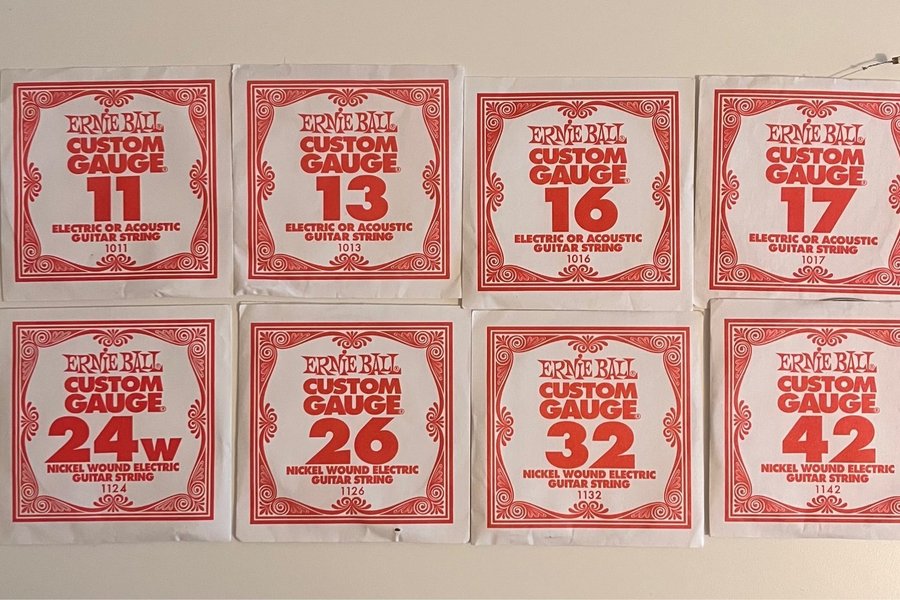 ERNIE BALL
CUSTOM
GAUGE®
11
ELECTRIC OR ACOUSTIC
GUITAR STRING
1011
ERNIE BALL
CUSTOM
GAUGE®
13
ELECTRIC OR ACOUSTIC
GUITAR STRING
1013
ERNIE BALL
CUSTOM
GAUGE®
16
ELECTRIC OR ACOUSTIC
GUITAR STRING
1016
ERNIE BALL
CUSTOM
GAUGE®
17
ELECTRIC OR ACOUSTIC
GUITAR STRING
1017
ERNIE BALL
CUSTOM
GAUGE®
24w
NICKEL WOUND ELECTRIC
GUITAR STRING
1124
ERNIE BALL
CUSTOM
GAUGE®
26
NICKEL WOUND ELECTRIC
GUITAR STRING
1126
ERNIE BALL
CUSTOM
GAUGE®
32
NICKEL WOUND ELECTRIC
GUITAR STRING
1132
ERNIE BALL
CUSTOM
GAUGE®
42
NICKEL WOUND ELECTRIC
GUITAR STRING
1142